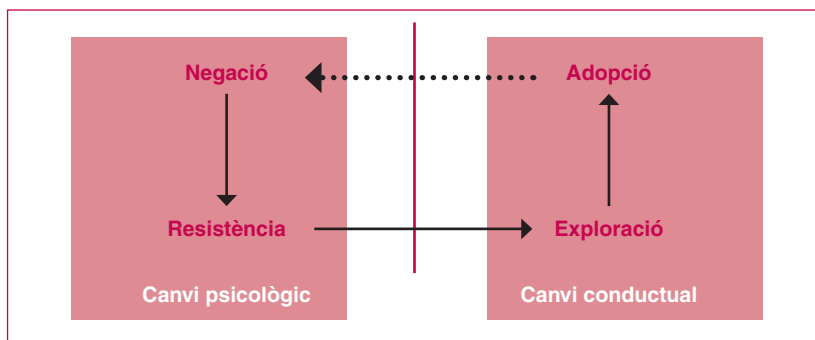 Negació
Adopció
Resistència
Exploració
Canvi psicològic
Canvi conductual